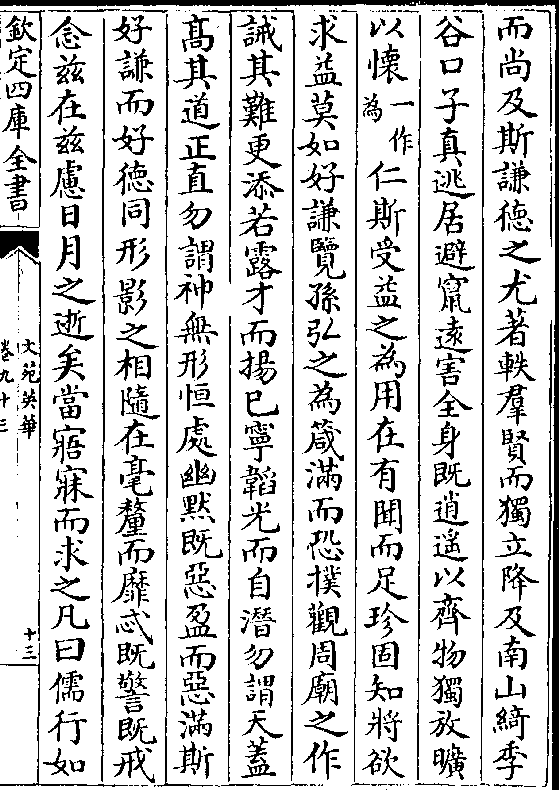 而尚及斯謙德之尤著軼羣賢而獨立降及南山綺季
谷口子真逃居避竄遠害全身既逍遥以齊物獨放曠
以懷一作為仁斯受益之為用在有聞而足珍固知將欲
求益莫如好謙覽孫弘之為箴滿而恐撲觀周廟之作
誡其難更添若露才而揚已寧韜光而自潛勿謂天蓋
髙其道正直勿謂神無形恒處幽默既惡盈而惡滿斯
好謙而好徳同形影之相隨在毫釐而靡忒既警既戒
念兹在兹慮日月之逝矣當寤寐而求之凡曰儒行如
欽定四庫全書
文苑英華
卷九十三
十三